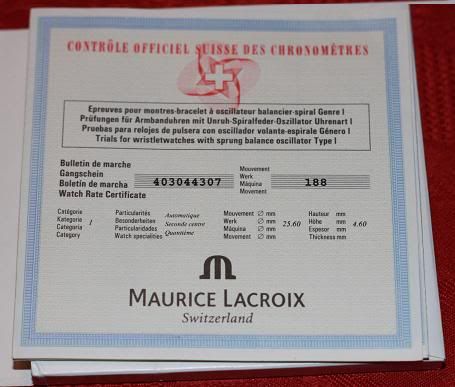 CONTRÔLE OFFICIEL SUISSE DES CHRONOMÈTRES
Epreuves pour montres-bracelet à oscillateur balancier-spiral Genre I
Prüfungen für Armbanduhren mit Unruh-Spiralfeder-Oszillator Uhrenart I
Pruebas para relojes de pulsera con oscillador volante-espirale Género I
Trials for wristletwatches with sprung balance oscillator Type I
Bulletin de marche
Gangschein
Boletin de marcha 403044307
Watch Rate Certificate
Mouvement
Werk
Máquina 188
Movement
Catégorie Particularités Automatique Mouvement ∅ mm Hauteur mm
Kategorie 1 Besonderheiten Seconde centre Werk ∅ mm 25.60 Höhe mm 4.60
Categoria Particularidades Quantième Máquina ∅ mm Espesor mm
Category Watch specialities Movement ∅ mm Thickness mm
MAURICE LACROIX
Switzerland